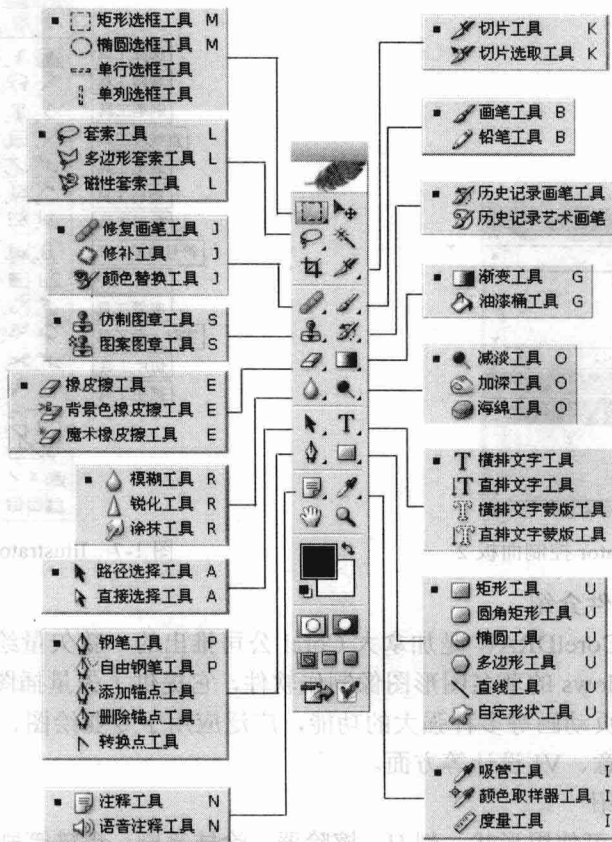 矩形选框工具 M
椭圆选框工具 M
单行选框工具
单列选框工具
套索工具 L
多边形套索工具 L
磁性套索工具 L
修复画笔工具 J
修补工具 J
颜色替换工具 J
仿制图章工具 S
图案图章工具 S
橡皮擦工具 E
背景色橡皮擦工具 E
魔术橡皮擦工具 E
模糊工具 R
锐化工具 R
涂抹工具 R
路径选择工具 A
直接选择工具 A
钢笔工具 P
自由钢笔工具 P
添加锚点工具
删除锚点工具
转换点工具
注释工具 N
语音注释工具 N
切片工具 K
切片选取工具 K
画笔工具 B
铅笔工具 B
历史记录画笔工具
历史记录艺术画笔
渐变工具 G
油漆桶工具 G
减淡工具 O
加深工具 O
海绵工具 O
T 横排文字工具
T 直排文字工具
横排文字蒙版工具
直排文字蒙版工具
矩形工具 U
圆角矩形工具 U
椭圆工具 U
多边形工具 U
直线工具 U
自定形状工具 U
吸管工具 I
颜色取样器工具 I
度量工具 I
T